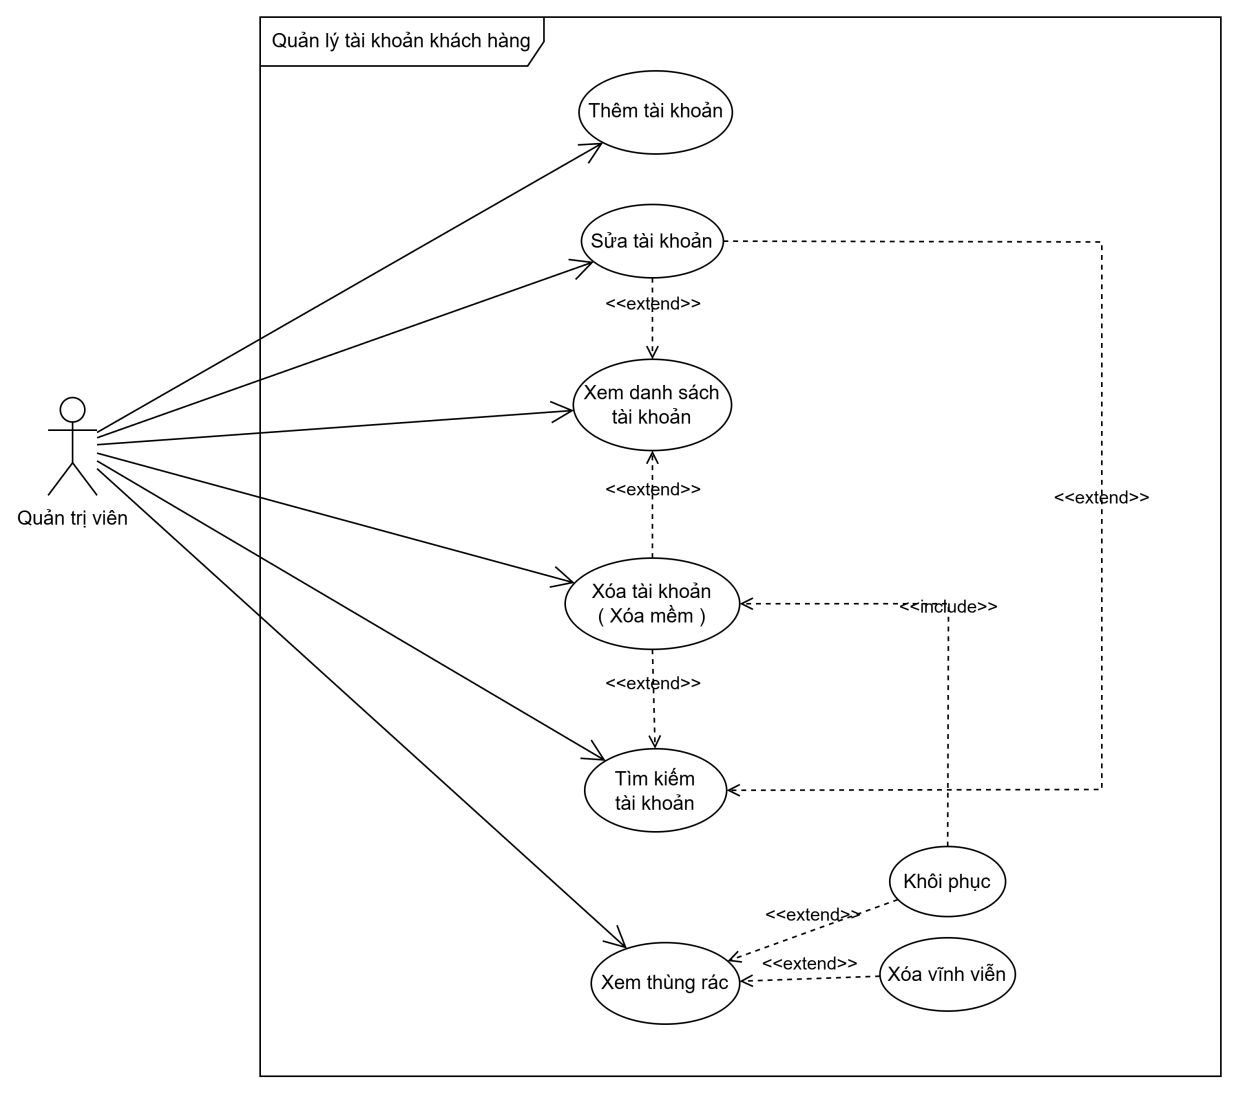 Quản lý tài khoản khách hàng
Thêm tài khoản
Sửa tài khoản
<<extend>>
Xem danh sách
tài khoản
<<extend>>
<<extend>>
Quản trị viên
Xóa tài khoản
( Xóa mềm )
<<include>>
<<extend>>
Tìm kiếm
tài khoản
Khôi phục
<<extend>>
<<extend>>
Xem thùng rác
Xóa vĩnh viễn